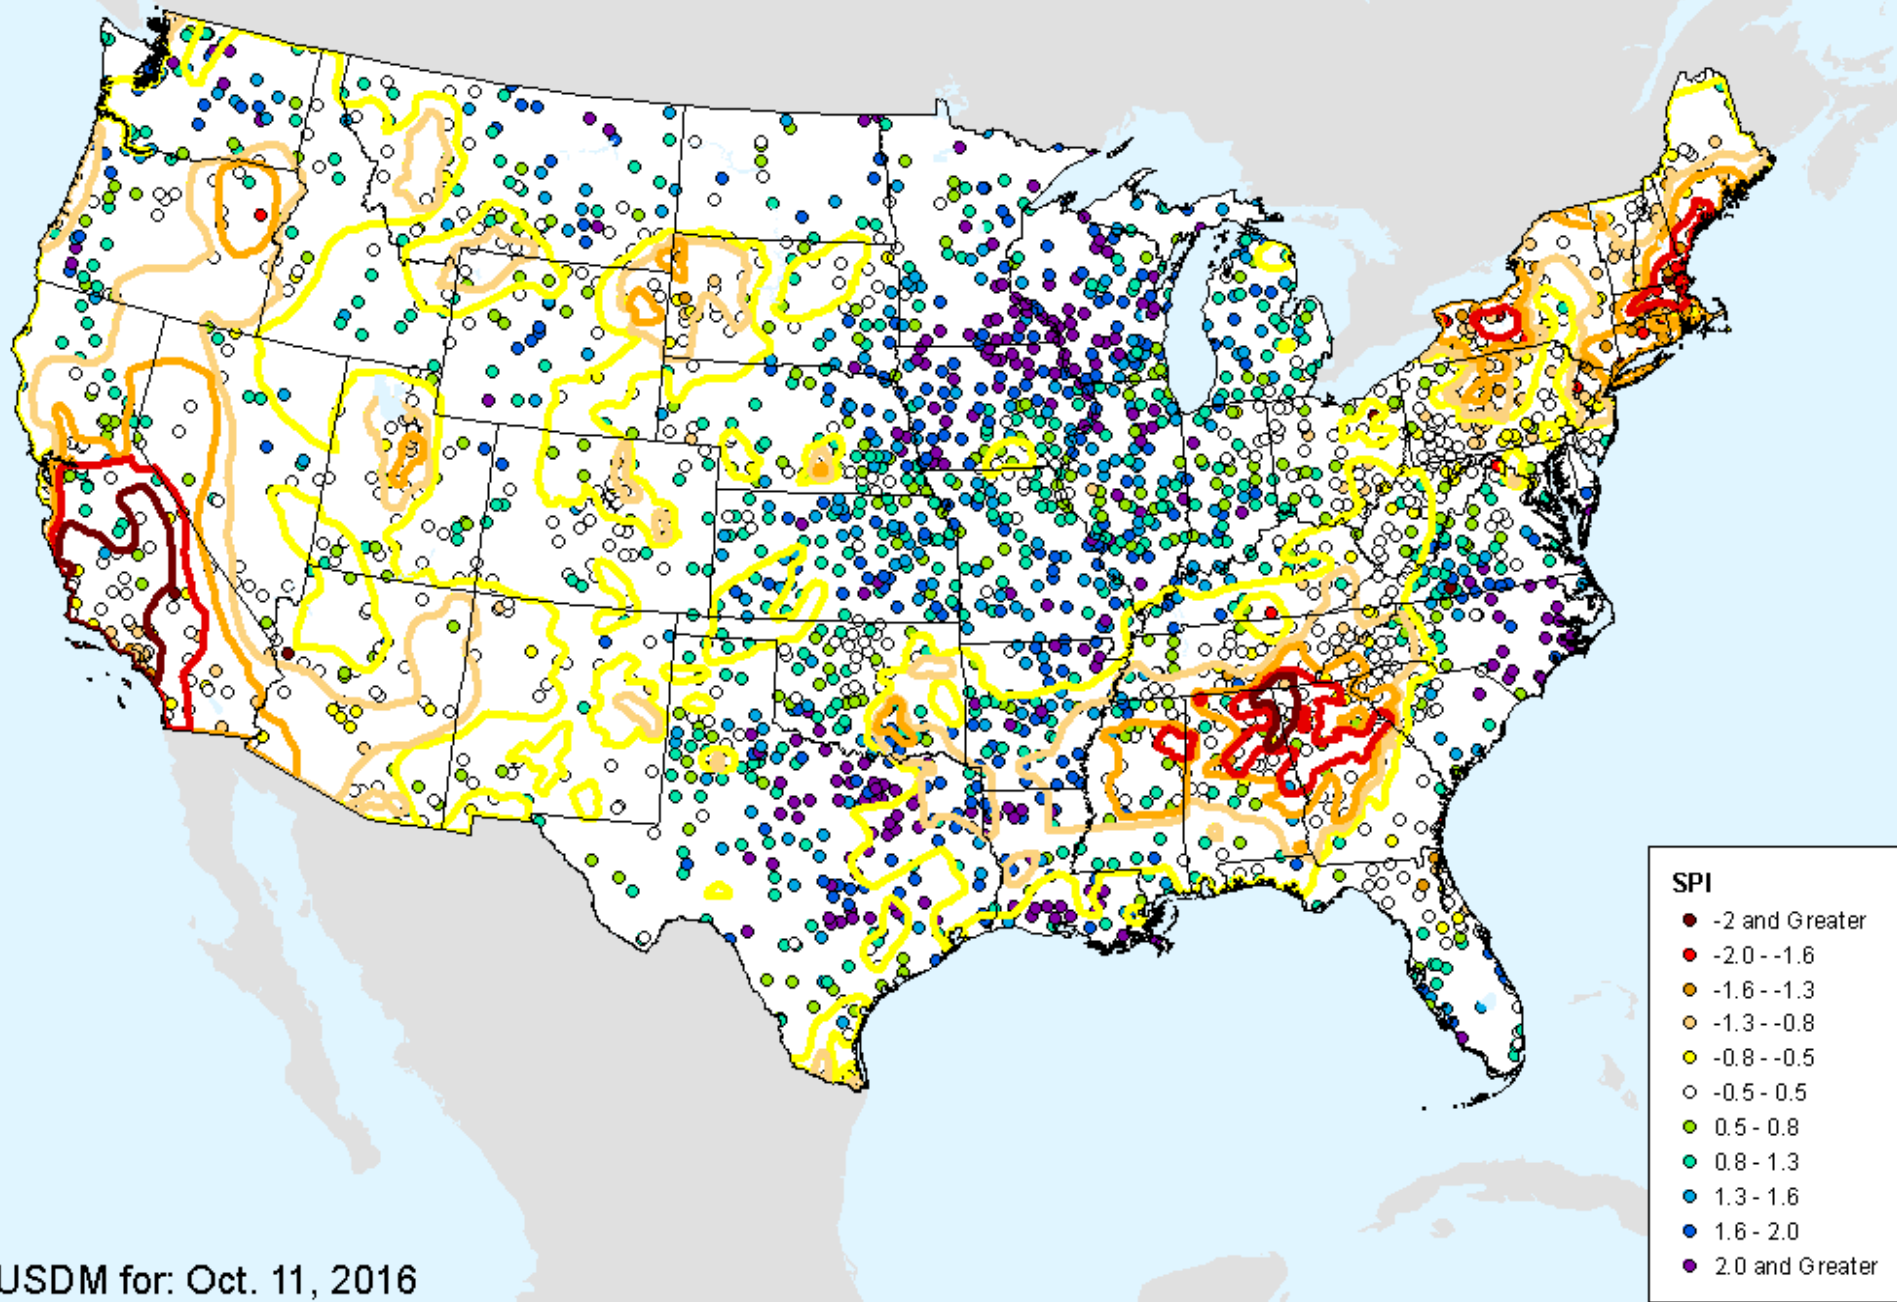 SPI
-2 and Greater
-2.0 - -1.6
-1.6 - -1.3
-1.3 - -0.8
-0.8 - -0.5
-0.5 - 0.5
0.5 - 0.8
0.8 - 1.3
1.3 - 1.6
1.6 - 2.0
2.0 and Greater
USDM for: Oct. 11, 2016